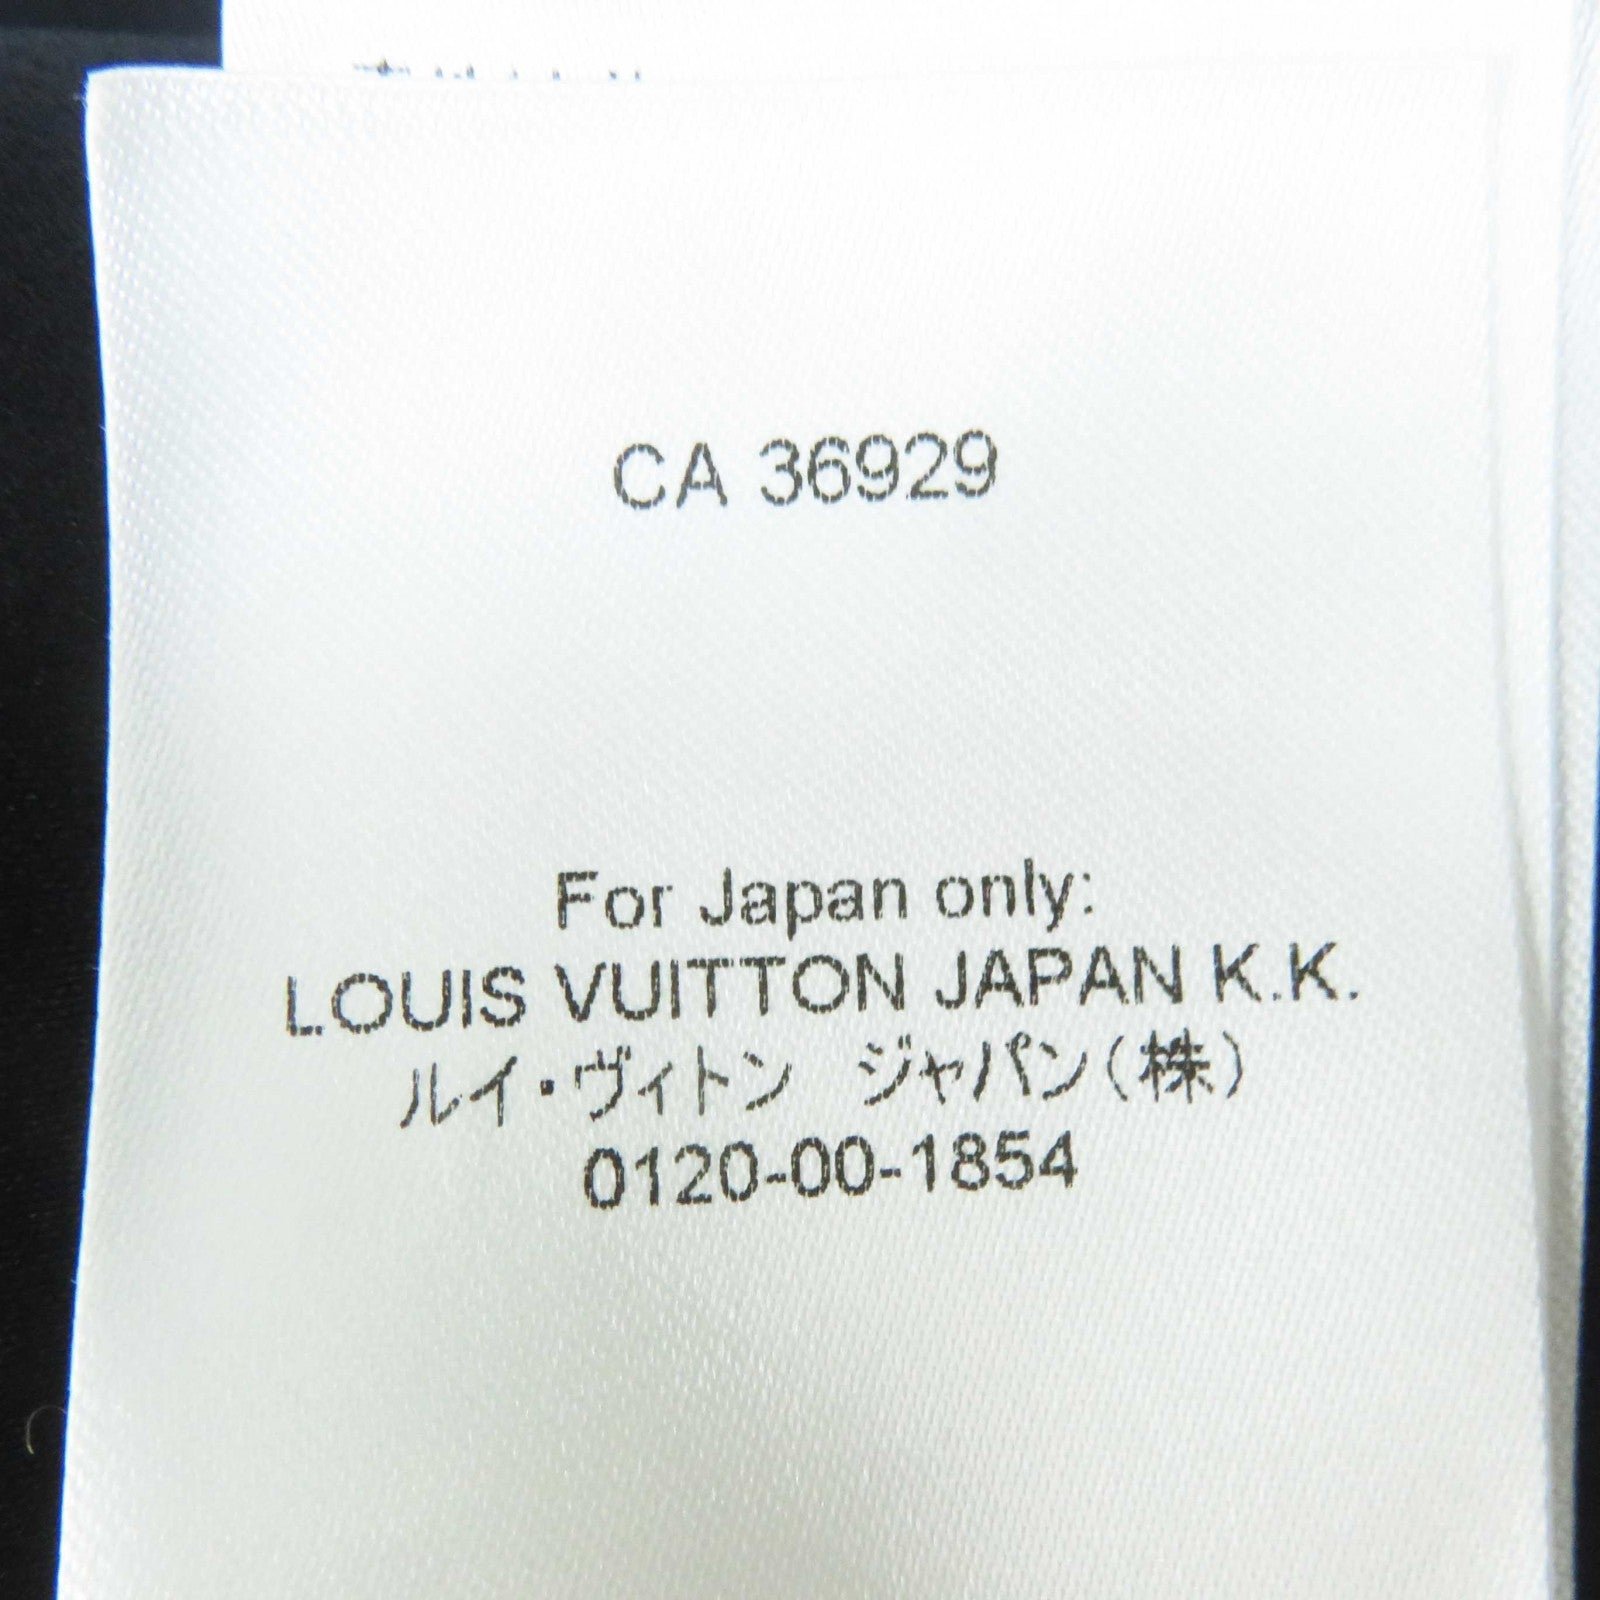 CA 36929
For Japan only:
LOUIS VUITTON JAPAN K.K.
ルイ・ヴィトン　ジャパン(株)
0120-00-1854